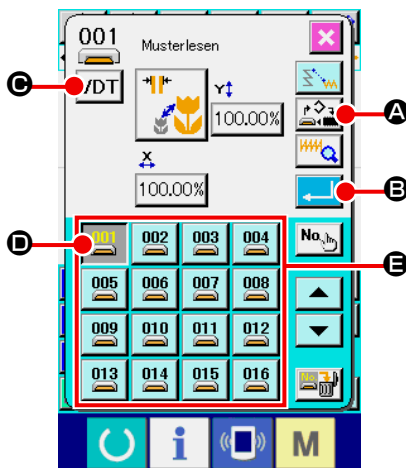 001
Musterlesen
C
/DT
Y
100.00%
A
X
100.00%
B
D
001 002 003 004
No.
E
005 006 007 008
009 010 011 012
013 014 015 016
No.
i
M